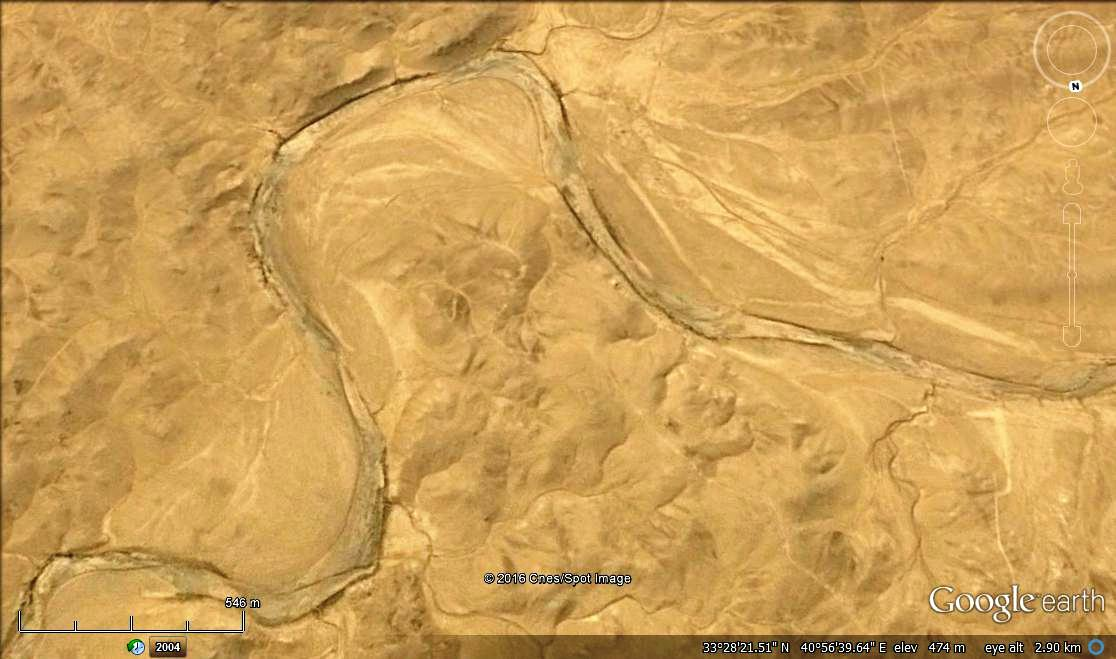 N
© 2016 Cnes/Spot Image
Google earth
546 m
2004
33°28'21.51" N 40°56'39.64" E elev 474 m eye alt 2.90 km